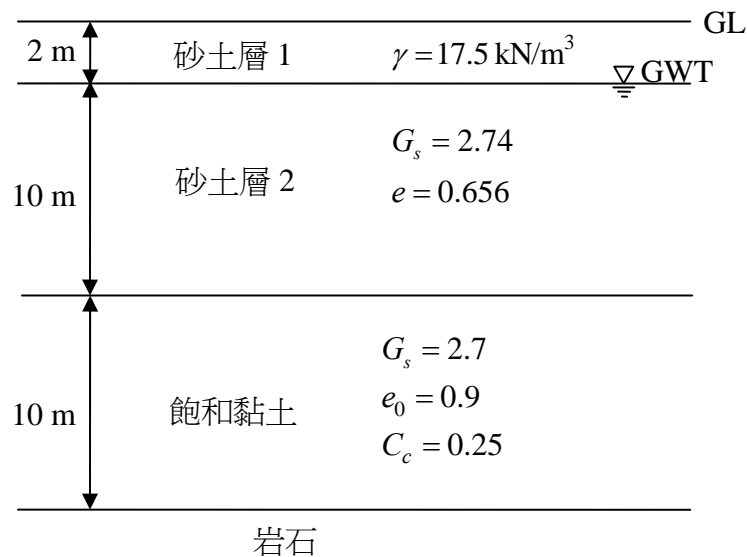 GL
2 m 砂土層 1 γ = 17.5 kN/m³
GWT
10 m 砂土層 2
G_s = 2.74
e = 0.656
10 m 飽和黏土
G_s = 2.7
e_0 = 0.9
C_c = 0.25
岩石